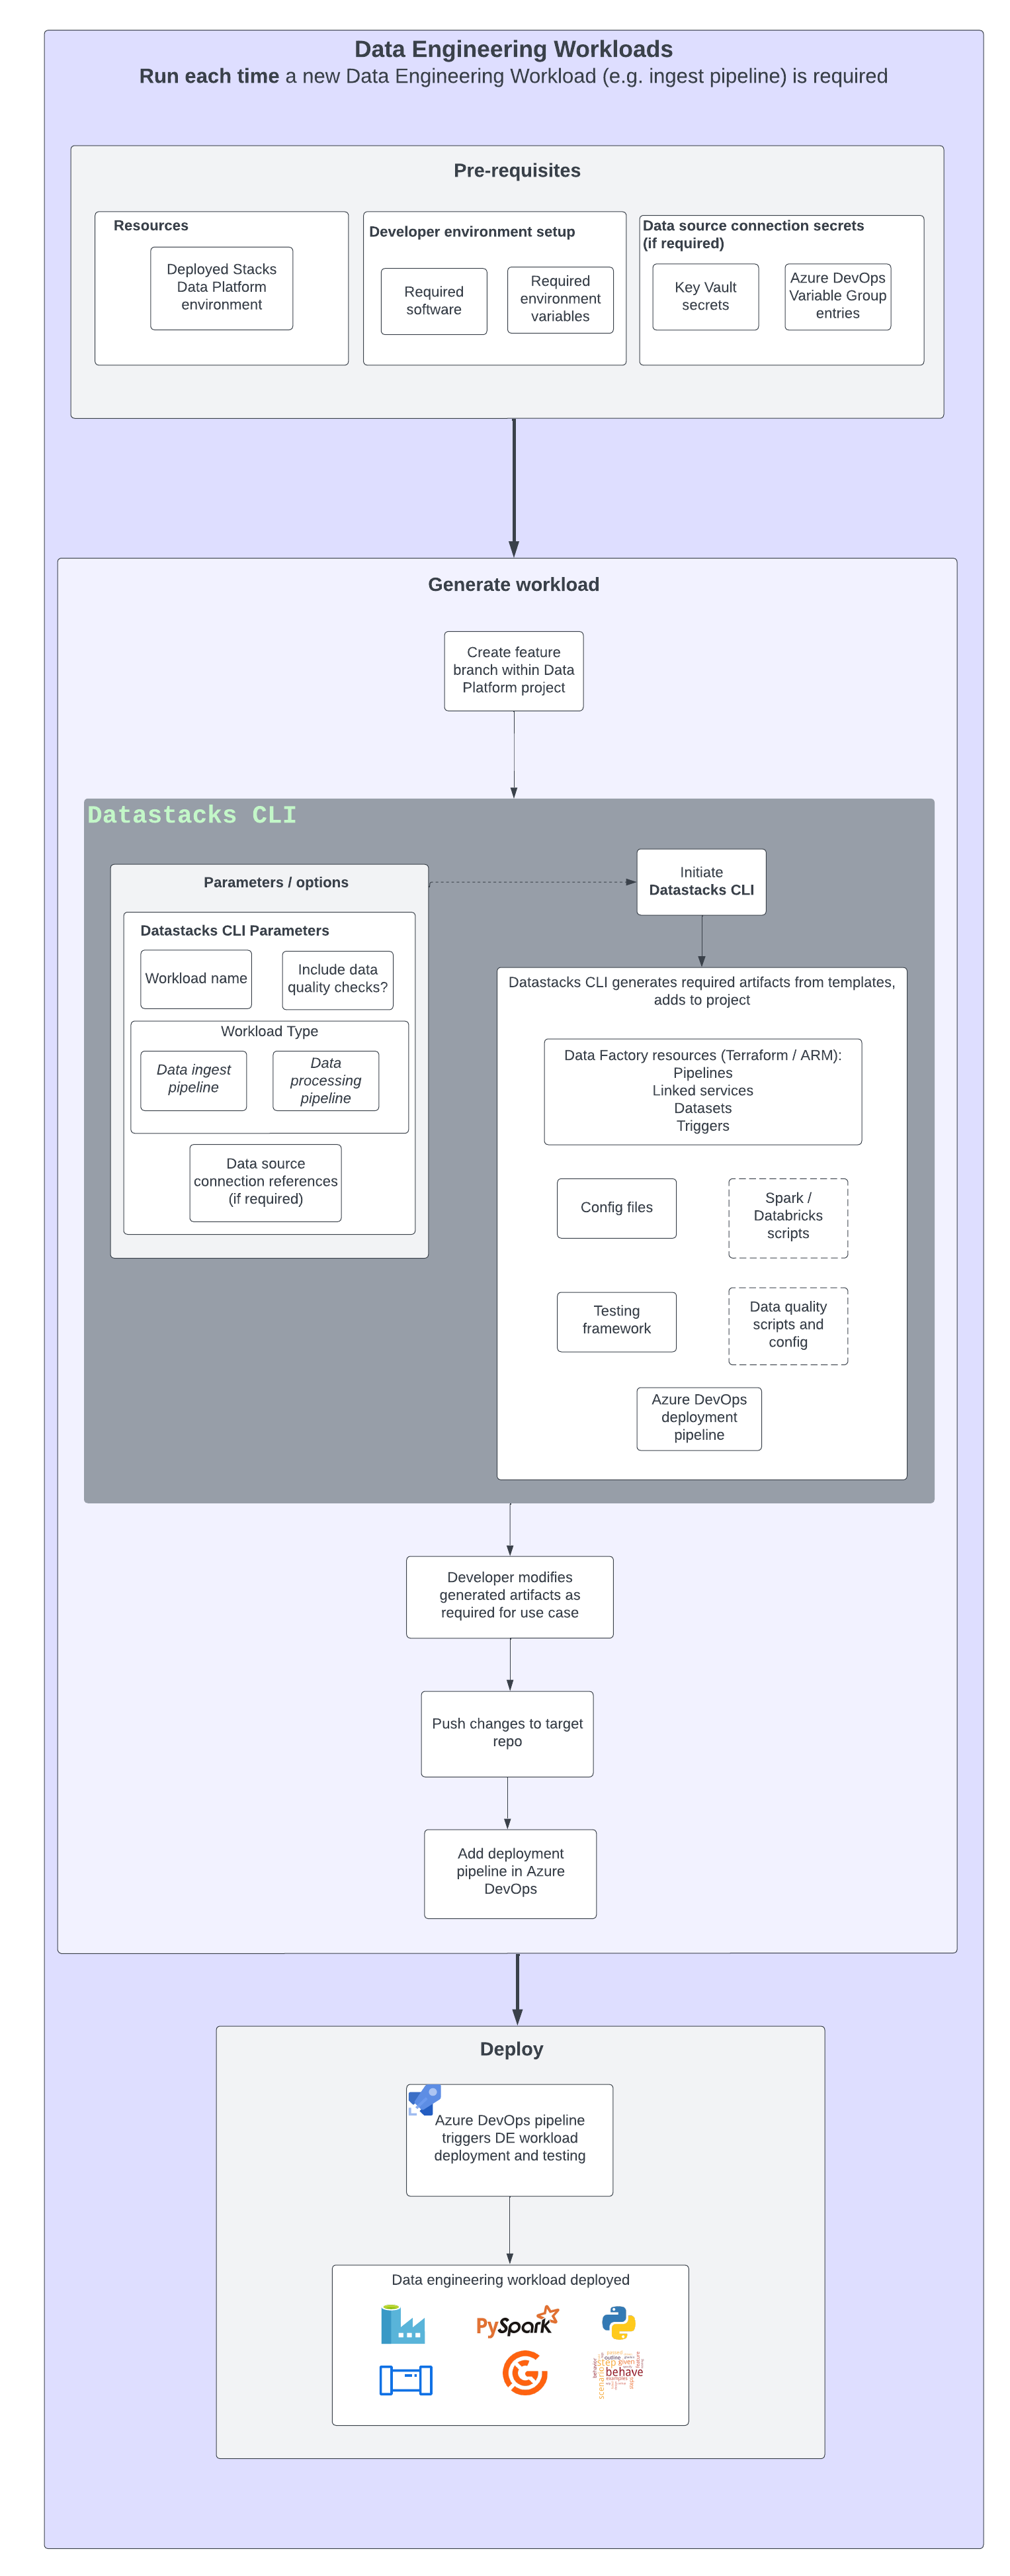 Data Engineering Workloads
Run each time a new Data Engineering Workload (e.g. ingest pipeline) is required
Pre-requisites
Resources
Deployed Stacks
Data Platform
environment
Developer environment setup
Required
software
Required
environment
variables
Data source connection secrets
(if required)
Key Vault
secrets
Azure DevOps
Variable Group
entries
Generate workload
Create feature
branch within Data
Platform project
Datastacks CLI
Parameters / options
Datastacks CLI Parameters
Workload name
Include data
quality checks?
Workload Type
Data ingest
pipeline
Data
processing
pipeline
Data source
connection references
(if required)
Initiate
Datastacks CLI
Datastacks CLI generates required artifacts from templates,
adds to project
Data Factory resources (Terraform / ARM):
Pipelines
Linked services
Datasets
Triggers
Config files
Spark /
Databricks
scripts
Testing
framework
Data quality
scripts and
config
Azure DevOps
deployment
pipeline
Developer modifies
generated artifacts as
required for use case
Push changes to target
repo
Add deployment
pipeline in Azure
DevOps
Deploy
Azure DevOps pipeline
triggers DE workload
deployment and testing
Data engineering workload deployed
PySpark
behave